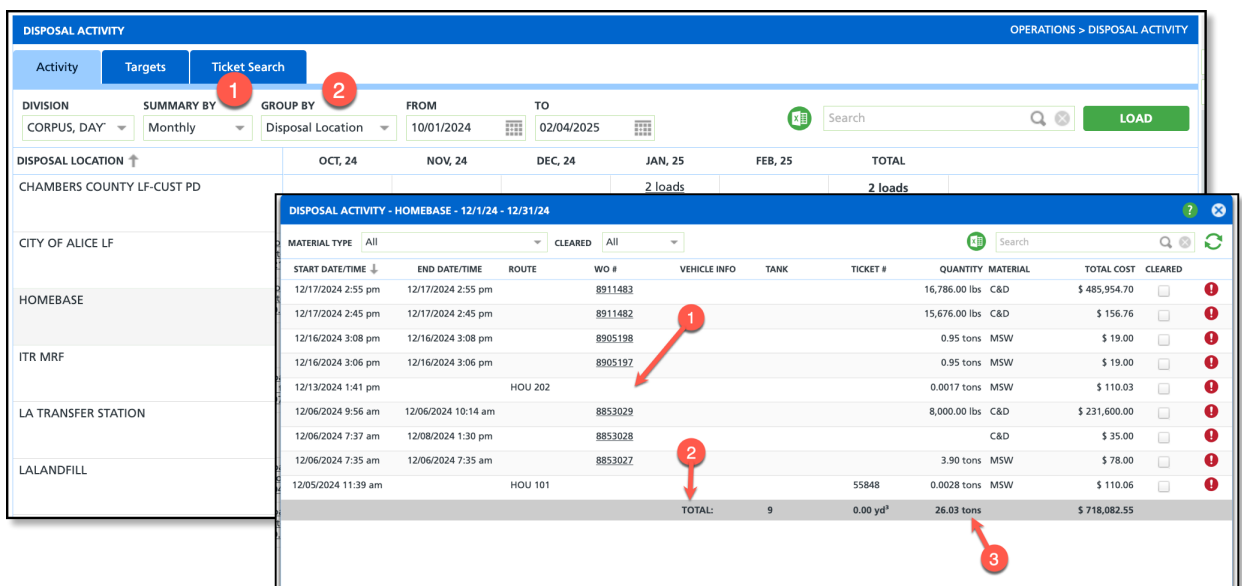 DISPOSAL ACTIVITY OPERATIONS > DISPOSAL ACTIVITY
Activity Targets Ticket Search
1 2
DIVISION SUMMARY BY GROUP BY FROM TO
CORPUS, DAY Monthly Disposal Location 10/01/2024 02/04/2025 Search LOAD
DISPOSAL LOCATION OCT, 24 NOV, 24 DEC, 24 JAN, 25 FEB, 25 TOTAL
CHAMBERS COUNTY LF-CUST PD 2 loads 2 loads
CITY OF ALICE LF
HOMEBASE
ITR MRF
LA TRANSFER STATION
LALANDFILL
DISPOSAL ACTIVITY - HOMEBASE - 12/1/24 - 12/31/24 ?
MATERIAL TYPE All CLEARED All Search
START DATE/TIME END DATE/TIME ROUTE WO # VEHICLE INFO TANK TICKET # QUANTITY MATERIAL TOTAL COST CLEARED
12/17/2024 2:55 pm 12/17/2024 2:55 pm 8911483 16,786.00 lbs C&D $ 485,954.70
12/17/2024 2:45 pm 12/17/2024 2:45 pm 8911482 15,676.00 lbs C&D $ 156.76
1
12/16/2024 3:08 pm 12/16/2024 3:08 pm 8905198 0.95 tons MSW $ 19.00
12/16/2024 3:06 pm 12/16/2024 3:06 pm 8905197 0.95 tons MSW $ 19.00
12/13/2024 1:41 pm HOU 202 0.0017 tons MSW $ 110.03
12/06/2024 9:56 am 12/06/2024 10:14 am 8853029 8,000.00 lbs C&D $ 231,600.00
12/06/2024 7:37 am 12/08/2024 1:30 pm 8853028 C&D $ 35.00
2
12/06/2024 7:35 am 12/06/2024 7:35 am 8853027 3.90 tons MSW $ 78.00
12/05/2024 11:39 am HOU 101 55848 0.0028 tons MSW $ 110.06
TOTAL: 9 0.00 yd³ 26.03 tons $ 718,082.55
3